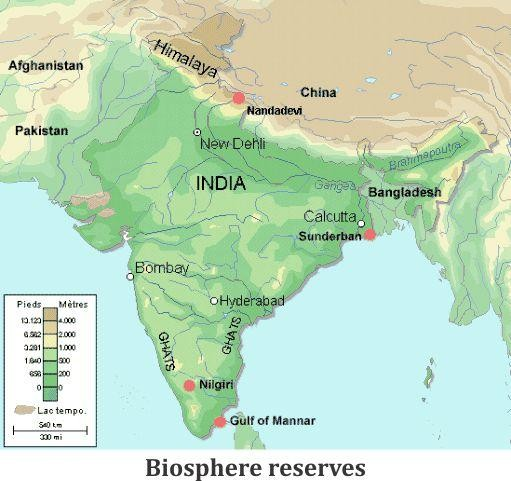 Himalaya
Afghanistan
China
Nandadevi
Pakistan
New Dehli
Brahmapoutra
INDIA
Ganges
Bangladesh
Calcutta
Sunderban
Bombay
Hyderabad
GHATS
GHATS
Nilgiri
Gulf of Mannar
Pieds Mètres
13.123 4.000
6.562 2.000
3.281 1.000
1.640 500
656 200
0 0
Lac tempo.
540 km
330 mi
Biosphere reserves